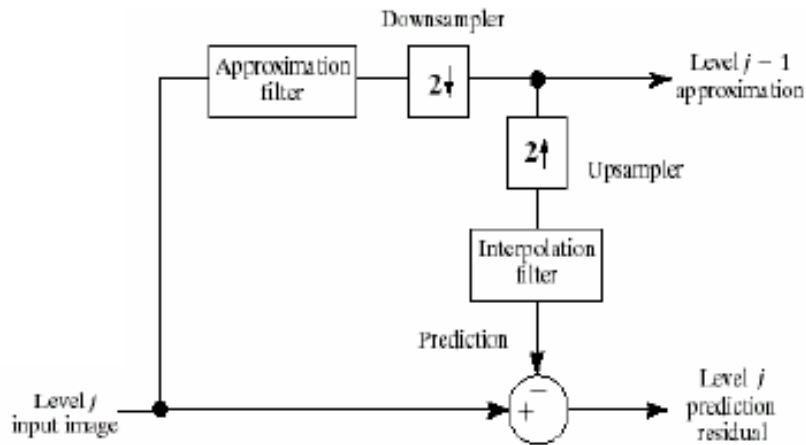 Downsampler
Approximation
filter
2↓
Level j − 1
approximation
2↑
Upsampler
Interpolation
filter
Prediction
−
+
Level j
input image
Level j
prediction
residual